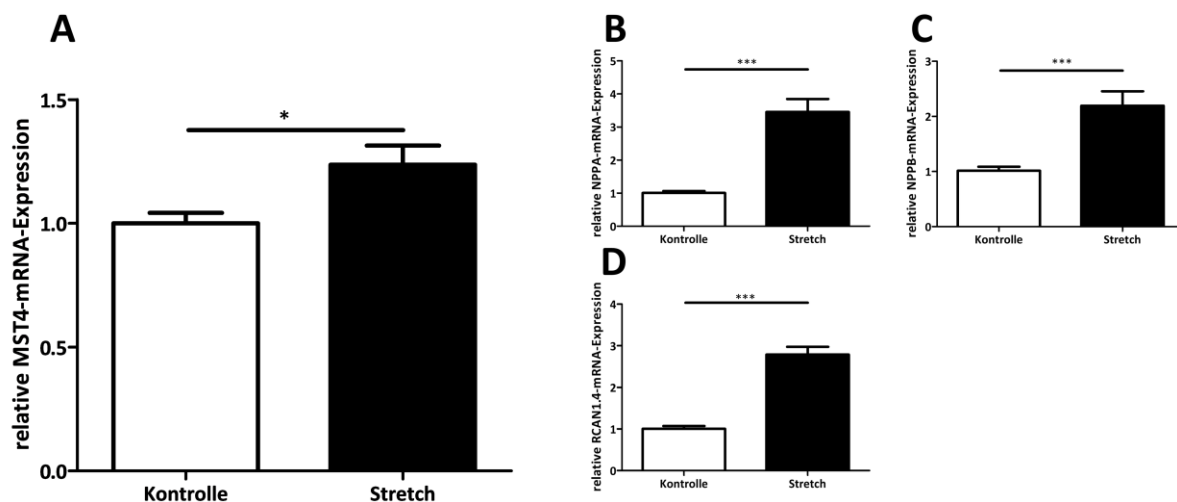 A
relative MST4-mRNA-Expression
1.5
1.0
0.5
0.0
*
Kontrolle
Stretch
B
relative NPPA-mRNA-Expression
5
4
3
2
1
0
***
Kontrolle
Stretch
C
relative NPPB-mRNA-Expression
3
2
1
0
***
Kontrolle
Stretch
D
relative RCAN1.4-mRNA-Expression
4
3
2
1
0
***
Kontrolle
Stretch